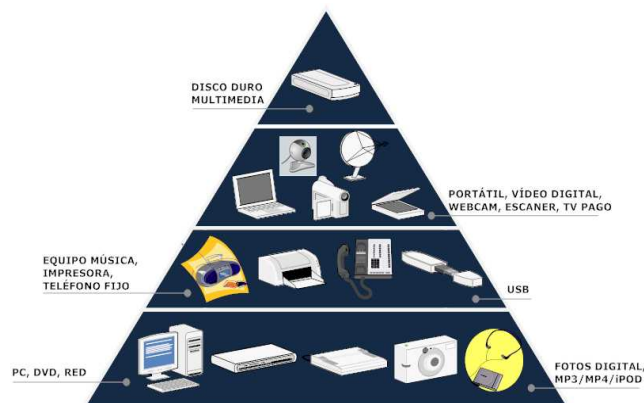 DISCO DURO
MULTIMEDIA
PORTÁTIL, VÍDEO DIGITAL,
WEBCAM, ESCANER, TV PAGO
EQUIPO MÚSICA,
IMPRESORA,
TELÉFONO FIJO
USB
PC, DVD, RED
FOTOS DIGITAL,
MP3/MP4/iPOD